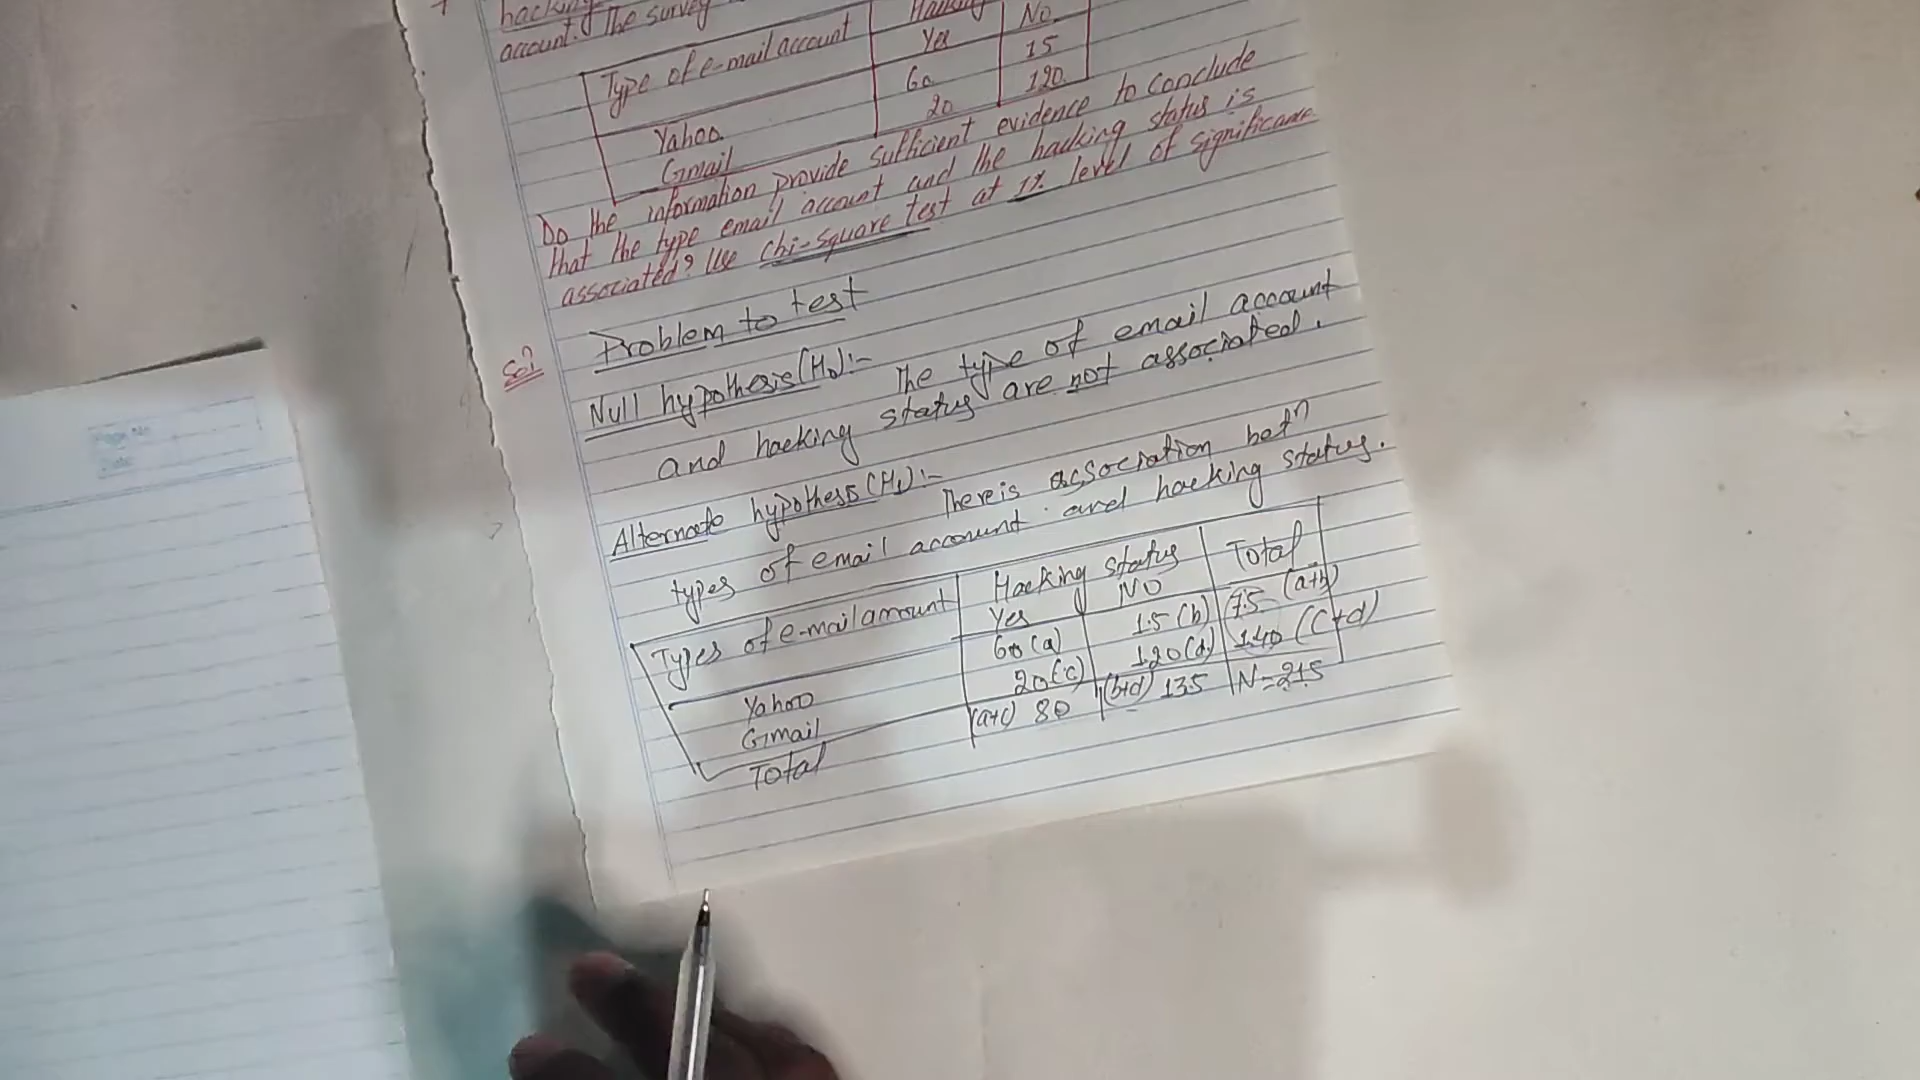 hacking
account. The survey
Type of e-mail account Hacking
Yes No
60 15
20 120
Yahoo
Gmail
Do the information provide sufficient evidence to conclude
that the type email account and the hacking status is
associated? Use Chi-square test at 1% level of significance
Sol?
Problem to test
Null hypothesis (H0):- The type of email account
and hacking status are not associated.
Alternate hypothesis (H1):- There is association betn
types of email account and hacking status.
Types of e-mail amount Hacking status Total
Yes NO
Yahoo 60 (a) 15 (b) 75 (a+b)
Gmail 20 (c) 120 (d) 140 (c+d)
Total (a+c) 80 (b+d) 135 N=215